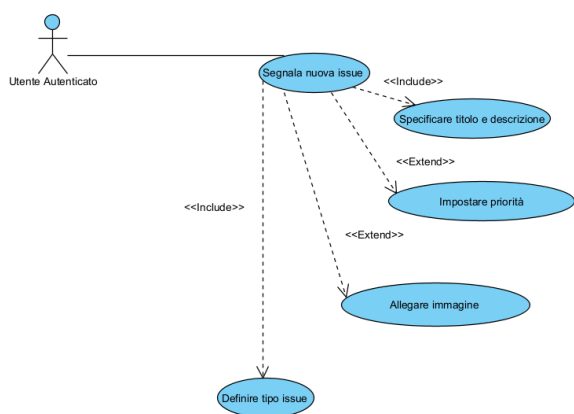 Utente Autenticato
Segnala nuova issue
<<Include>>
Specificare titolo e descrizione
<<Extend>>
Impostare priorità
<<Include>>
<<Extend>>
Allegare immagine
Definire tipo issue